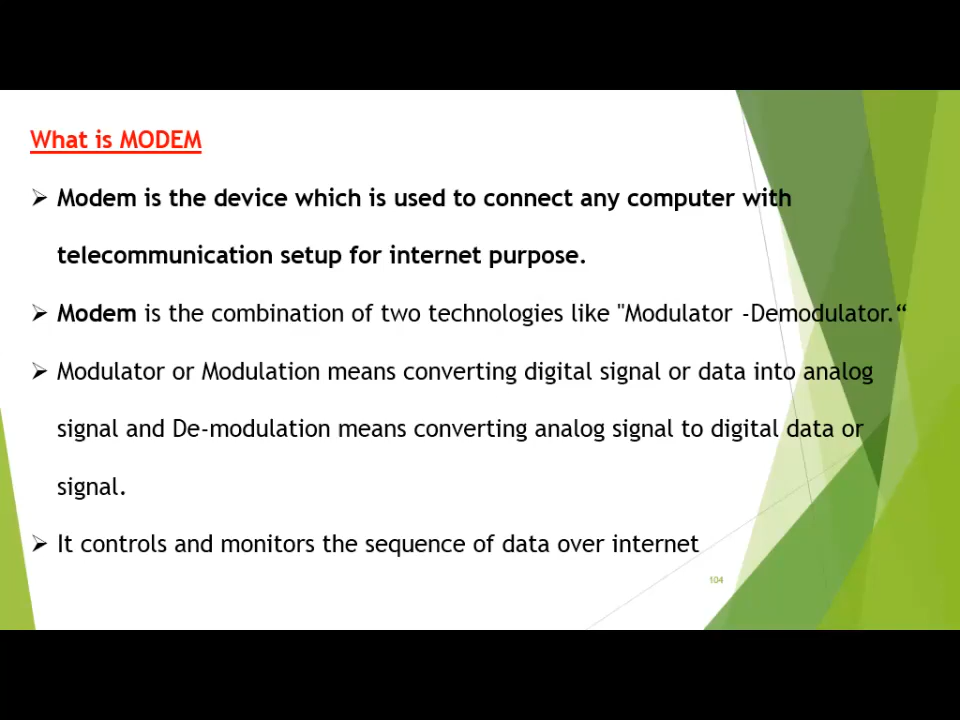 What is MODEM
➢ Modem is the device which is used to connect any computer with
telecommunication setup for internet purpose.
➢ Modem is the combination of two technologies like "Modulator -Demodulator.“
➢ Modulator or Modulation means converting digital signal or data into analog
signal and De-modulation means converting analog signal to digital data or
signal.
➢ It controls and monitors the sequence of data over internet
104